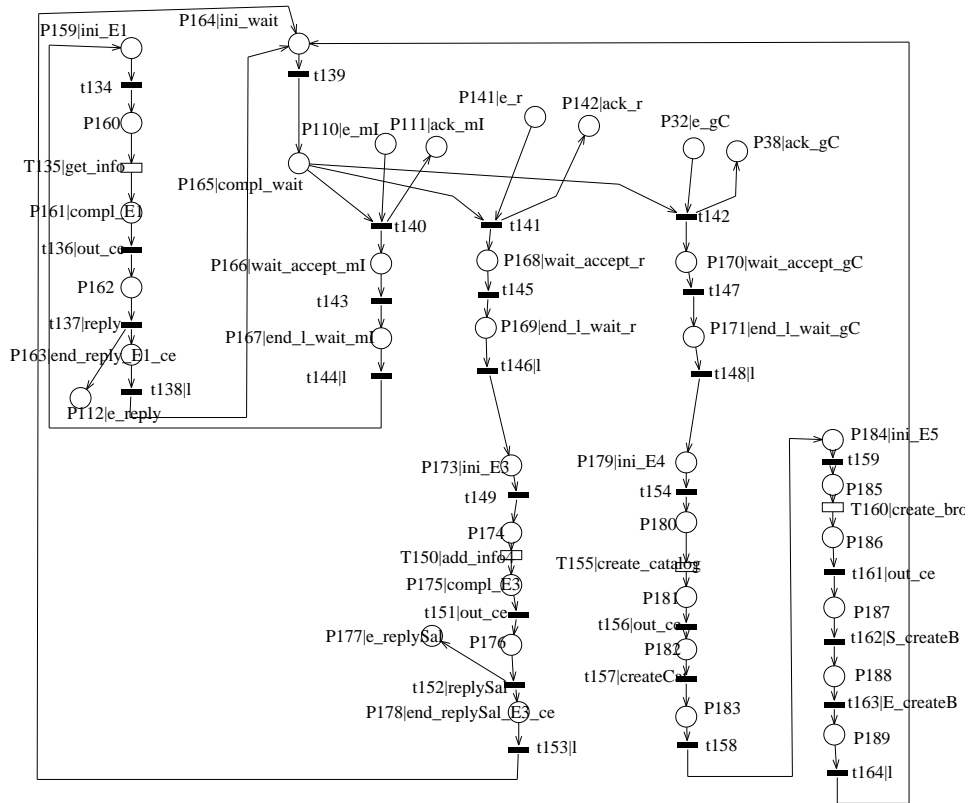 P164|ini_wait
P159|ini_E1
t134
t139
P160
P141|e_r
P142|ack_r
P110|e_mI
P111|ack_mI
P32|e_gC
P38|ack_gC
T135|get_info
P165|compl_wait
P161|compl_E1
t140
t141
t142
t136|out_ce
P166|wait_accept_mI
P168|wait_accept_r
P170|wait_accept_gC
P162
t143
t145
t147
t137|reply
P167|end_l_wait_mI
P169|end_l_wait_r
P171|end_l_wait_gC
P163|end_reply_E1_ce
t144|l
t146|l
t148|l
t138|l
P112|e_reply
P184|ini_E5
P173|ini_E3
P179|ini_E4
t159
t149
t154
P185
T160|create_bro
P174
P180
P186
T150|add_info
T155|create_catalog
t161|out_ce
P175|compl_E3
P181
P187
t151|out_ce
t156|out_ce
t162|S_createB
P177|e_replySal
P176
P182
P188
t152|replySal
t157|createCa
t163|E_createB
P178|end_replySal_E3_ce
P183
P189
t153|l
t158
t164|l